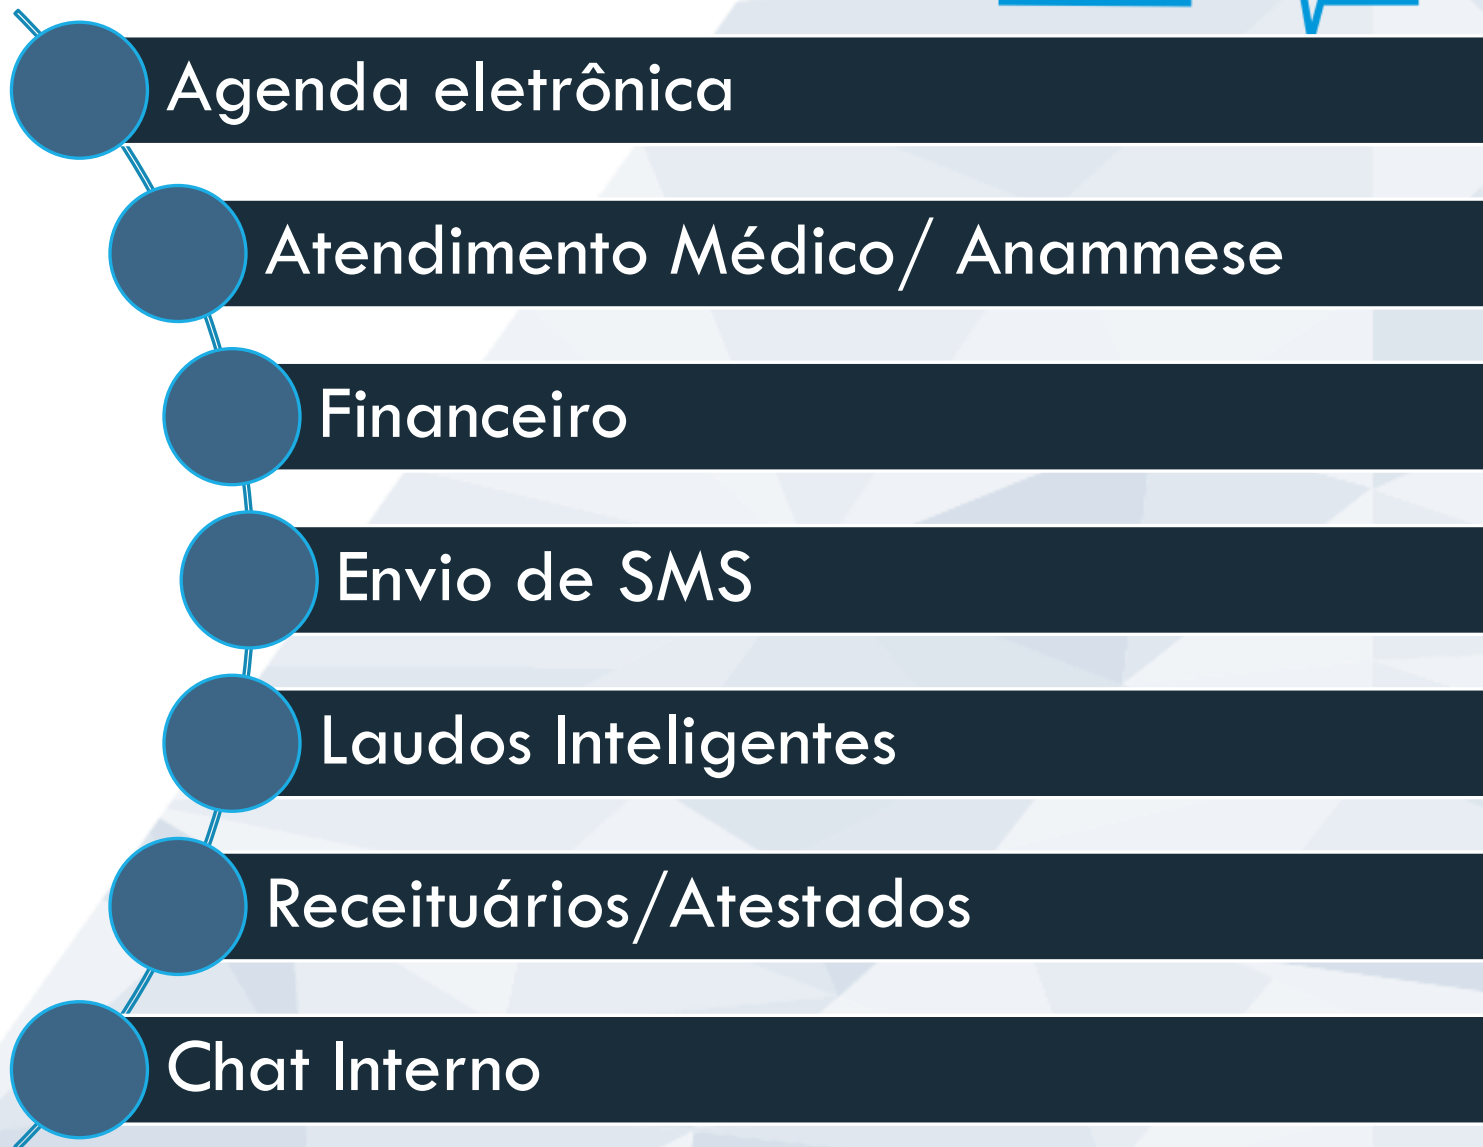 Agenda eletrônica
Atendimento Médico/ Anammese
Financeiro
Envio de SMS
Laudos Inteligentes
Receituários/Atestados
Chat Interno